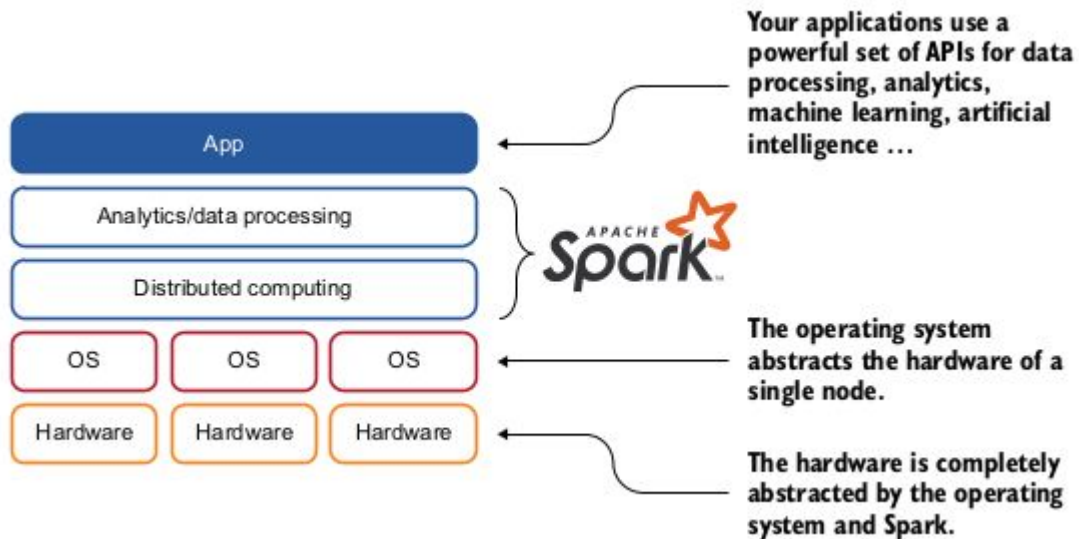 Your applications use a
powerful set of APIs for data
processing, analytics,
machine learning, artificial
intelligence …
App
Analytics/data processing
APACHE
Spark
TM
Distributed computing
The operating system
abstracts the hardware of a
single node.
OS OS OS
Hardware Hardware Hardware
The hardware is completely
abstracted by the operating
system and Spark.